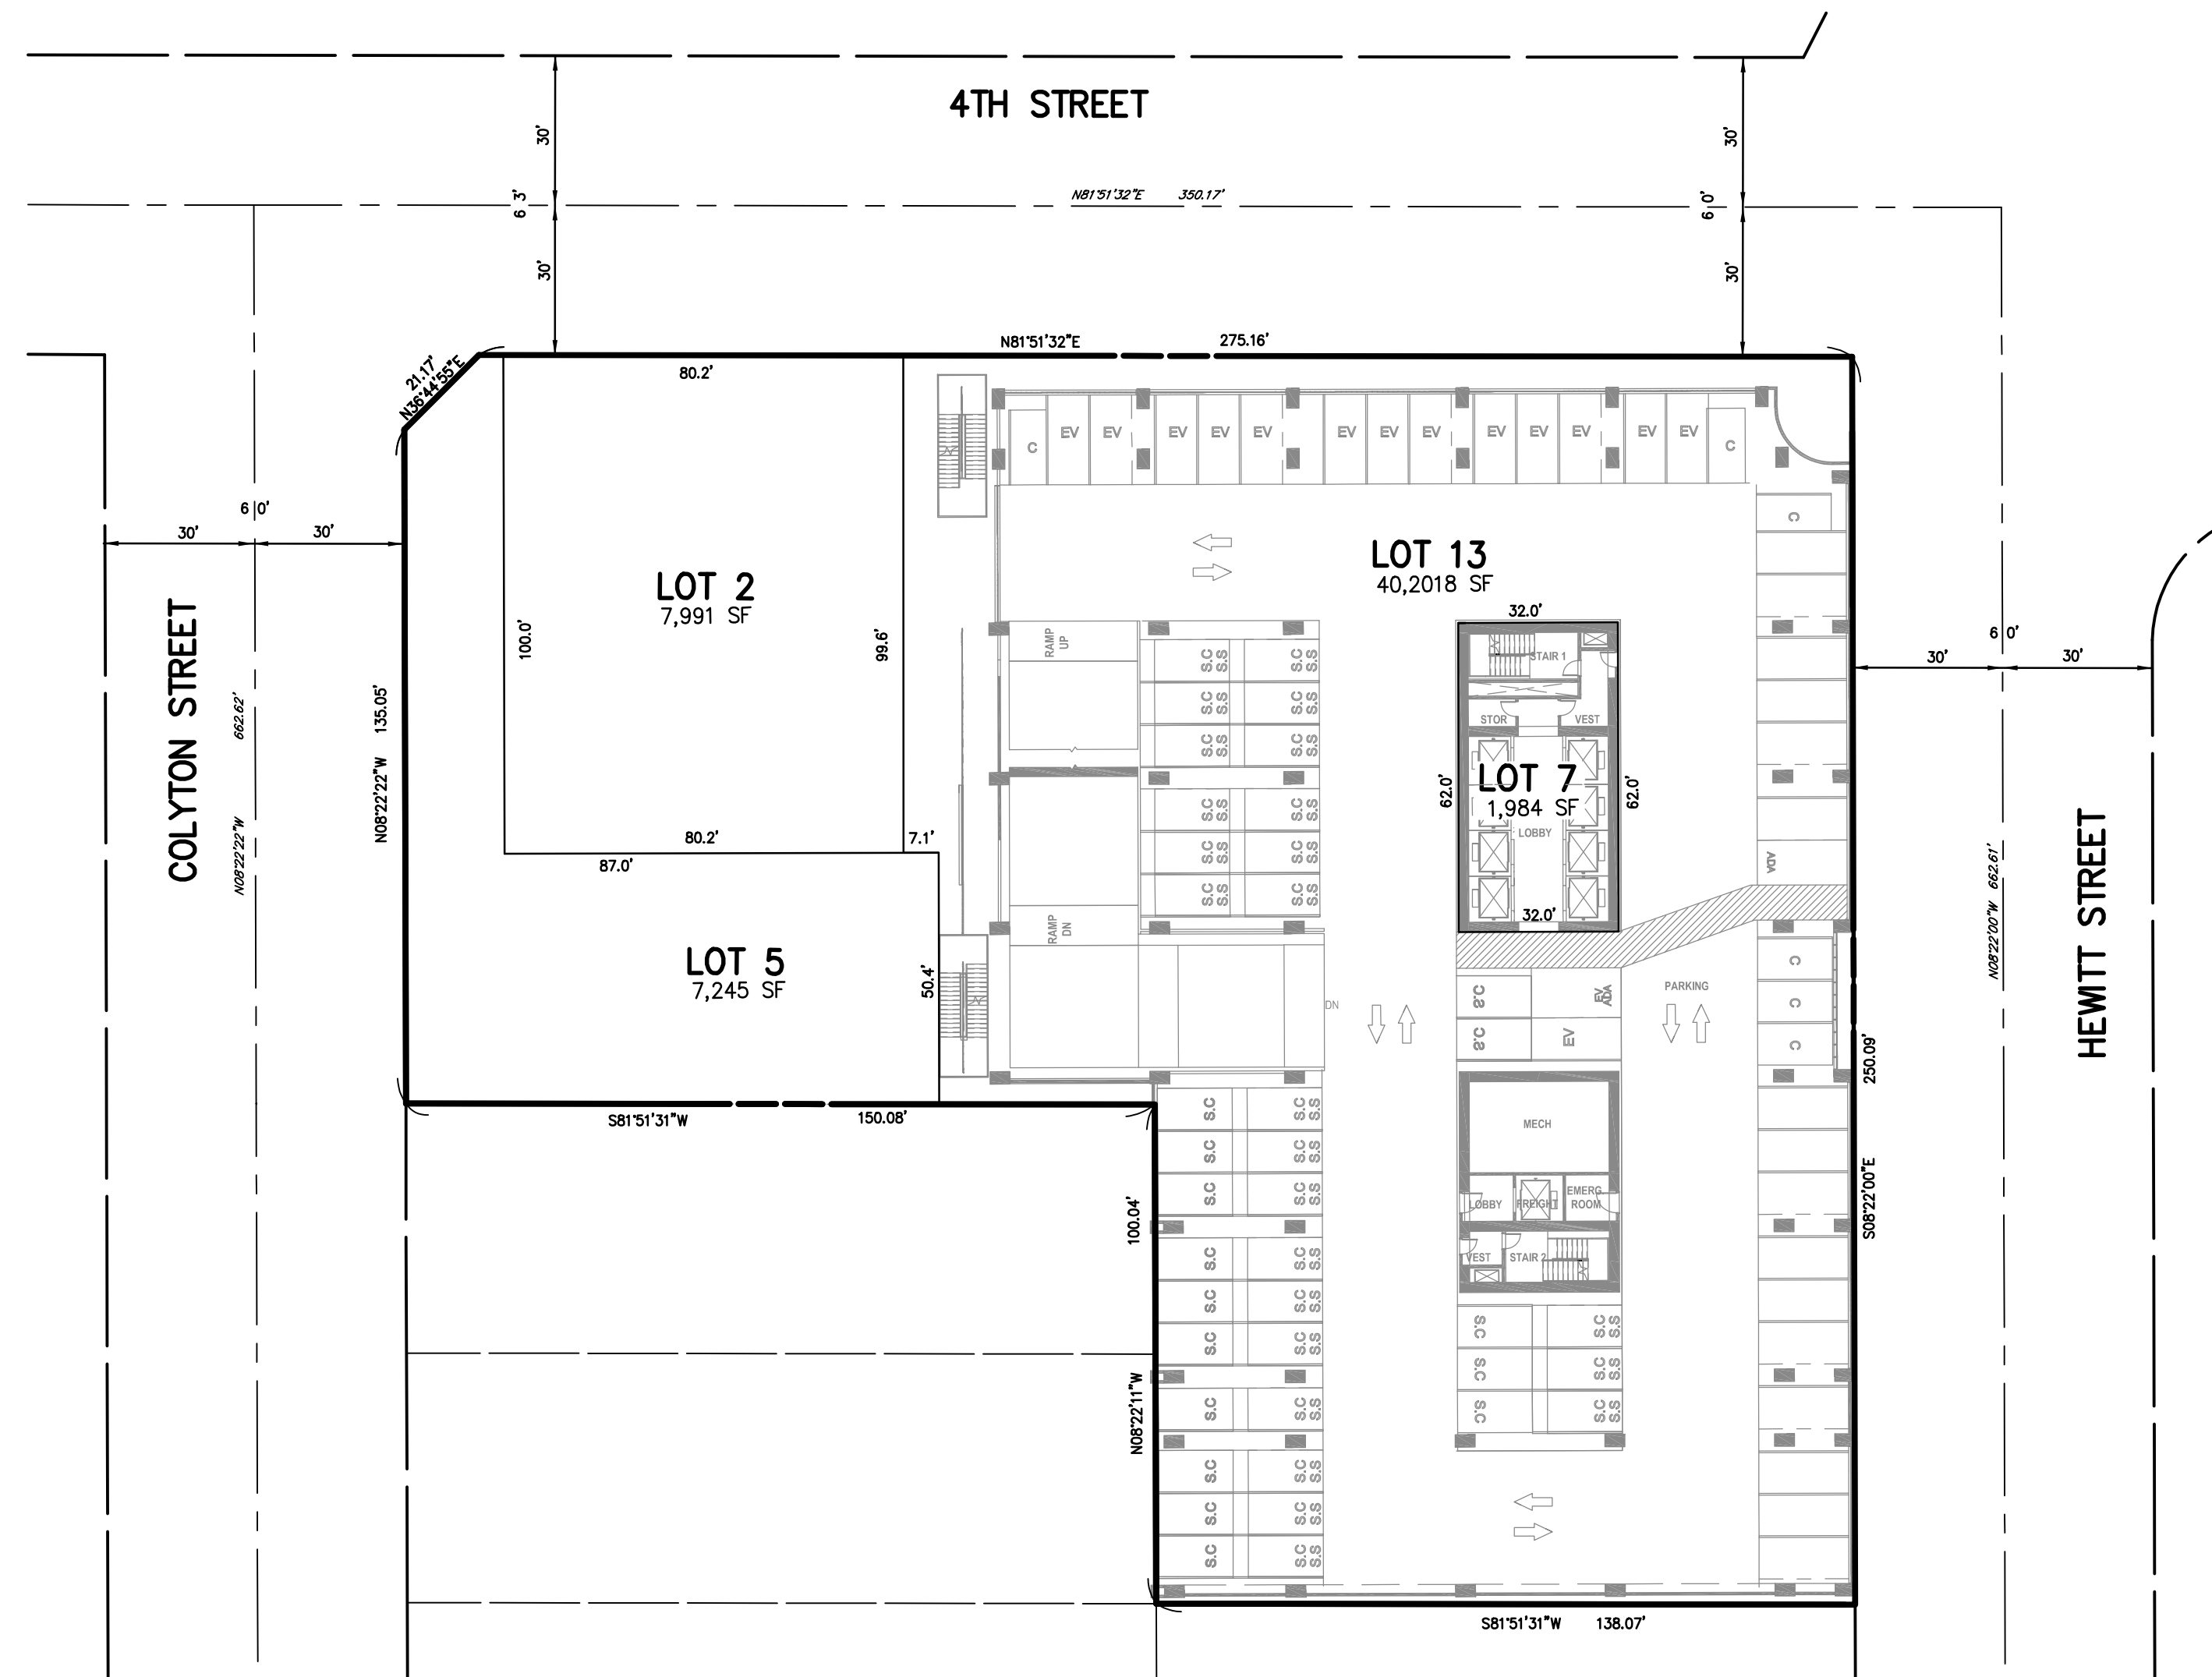 4TH STREET
30'
30'
6 3'
6 0'
N81°51'32"E 350.17'
30'
30'
N81°51'32"E 275.16'
21.17'
N36°44'55"E
80.2'
C
EV
EV
EV
EV
EV
EV
EV
EV
EV
EV
EV
EV
EV
C
C
6 0'
30'
30'
LOT 2
7,991 SF
100.0'
99.6'
LOT 13
40,2018 SF
COLYTON STREET
N08°22'22"W 662.62'
N08°22'22"W 135.05'
RAMP
UP
S.C
S.C
S.S
S.C
S.S
S.C
S.S
S.C
S.S
S.C
S.S
S.C
S.S
32.0'
STAIR 1
STOR
VEST
LOT 7
1,984 SF
LOBBY
62.0'
62.0'
32.0'
6 0'
30'
30'
80.2'
7.1'
87.0'
S.C
S.S
S.C
S.S
S.C
S.S
S.C
S.S
S.C
S.S
S.C
S.S
ADA
HEWITT STREET
N08°22'00"W 662.61'
RAMP
DN
LOT 5
7,245 SF
50.4'
DN
S.C
EV
ADA
S.C
EV
PARKING
C
C
C
250.09'
S08°22'00"E
S81°51'31"W 150.08'
MECH
LOBBY
FREIGHT
EMERG
ROOM
VEST
STAIR 2
100.04'
N08°22'11"W
S.C
S.C
S.S
S.C
S.C
S.S
S.C
S.C
S.S
S.C
S.C
S.S
S.C
S.C
S.S
S.C
S.C
S.S
S.C
S.C
S.S
S.C
S.C
S.S
S.C
S.C
S.S
S.C
S.C
S.S
S.C
S.C
S.S
S.C
S.C
S.S
S.C
S.C
S.S
S81°51'31"W 138.07'